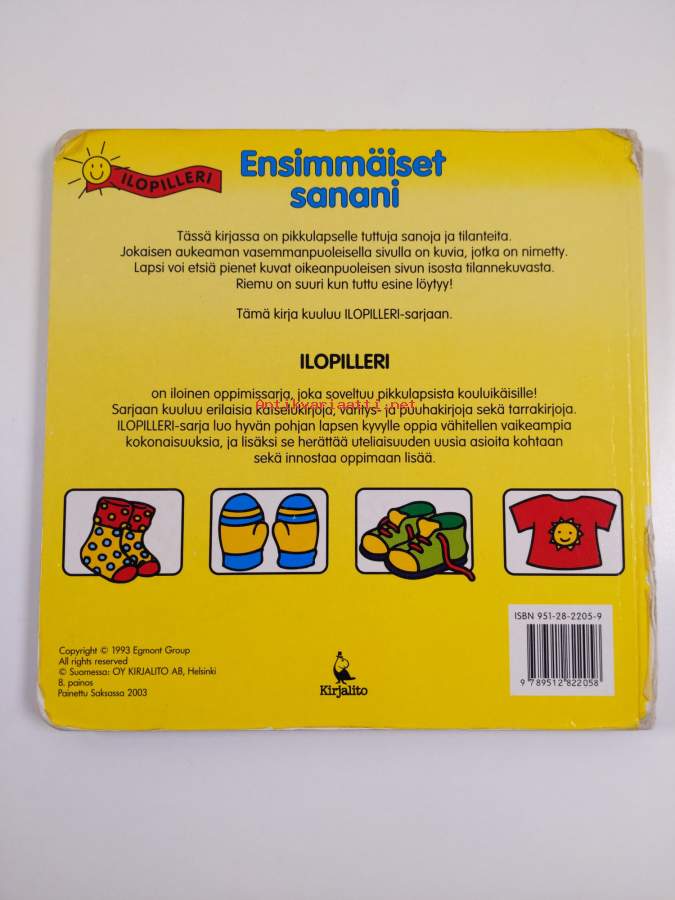 ILOPILLERI
Ensimmäiset
sanani
Tässä kirjassa on pikkulapselle tuttuja sanoja ja tilanteita.
Jokaisen aukeaman vasemmanpuoleisella sivulla on kuvia, jotka on nimetty.
Lapsi voi etsiä pienet kuvat oikeanpuoleisen sivun isosta tilannekuvasta.
Riemu on suuri kun tuttu esine löytyy!
Tämä kirja kuuluu ILOPILLERI-sarjaan.
ILOPILLERI
on iloinen oppimissarja, joka soveltuu pikkulapsista kouluikäisille!
Antikvariaatti.net
Sarjaan kuuluu erilaisia katselukirjoja, väritys- ja puuhakirjoja sekä tarrakirjoja.
ILOPILLERI-sarja luo hyvän pohjan lapsen kyvylle oppia vähitellen vaikeampia
kokonaisuuksia, ja lisäksi se herättää uteliaisuuden uusia asioita kohtaan
sekä innostaa oppimaan lisää.
Copyright © 1993 Egmont Group
All rights reserved
© Suomessa: OY KIRJALITO AB, Helsinki
8. painos
Painettu Saksassa 2003
Kirjalito
ISBN 951-28-2205-9
9 789512 822058